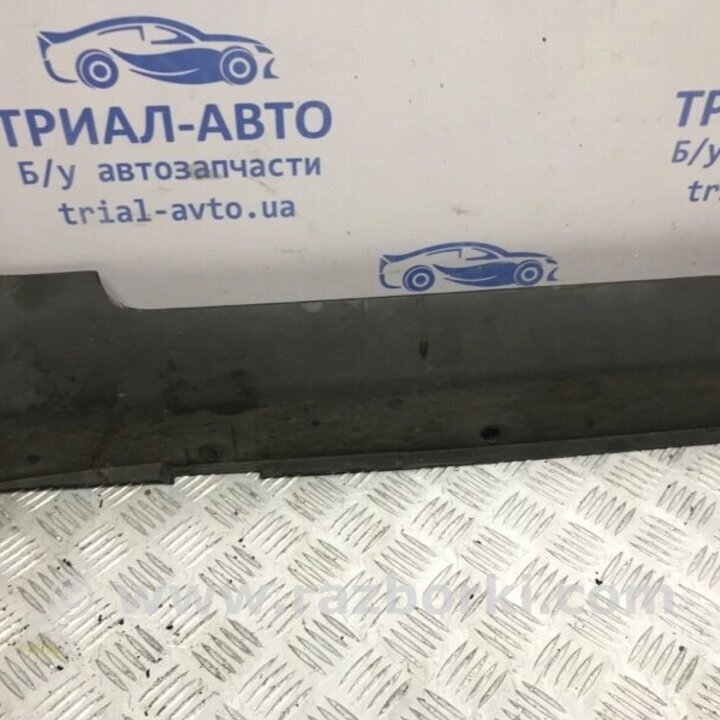 ТРИАЛ-АВТО
Б/у автозапчасти
trial-avto.ua
ТР
Б/у
tri
© www.razborki.com